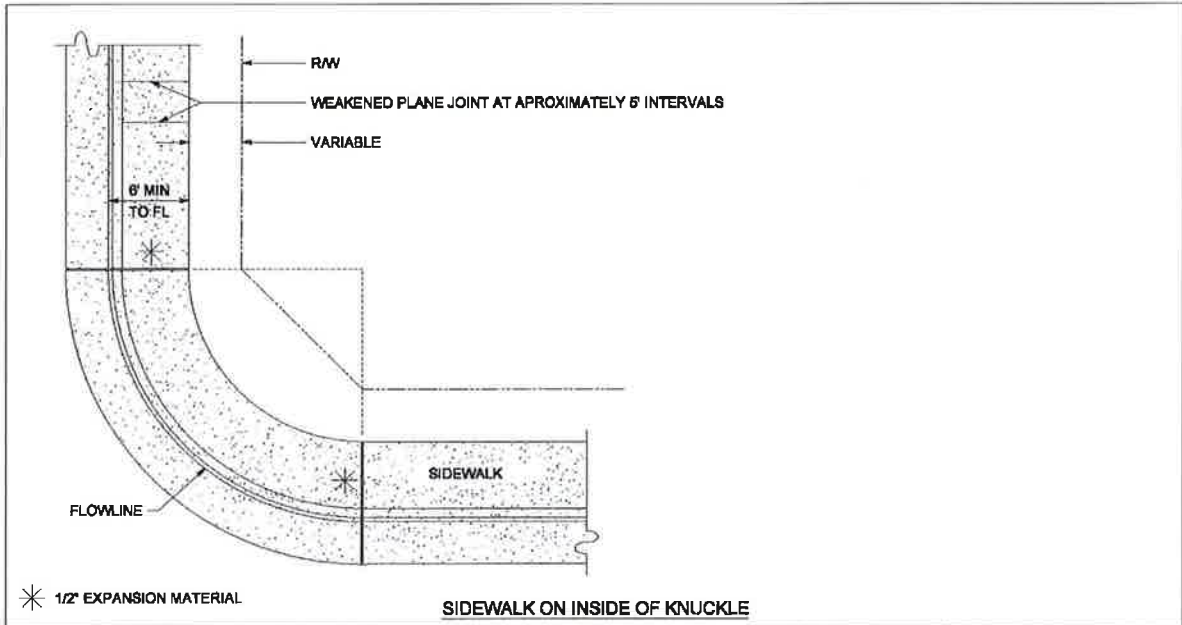 R/W
WEAKENED PLANE JOINT AT APROXIMATELY 5' INTERVALS
VARIABLE
6' MIN
TO FL
SIDEWALK
FLOWLINE
1/2" EXPANSION MATERIAL
SIDEWALK ON INSIDE OF KNUCKLE